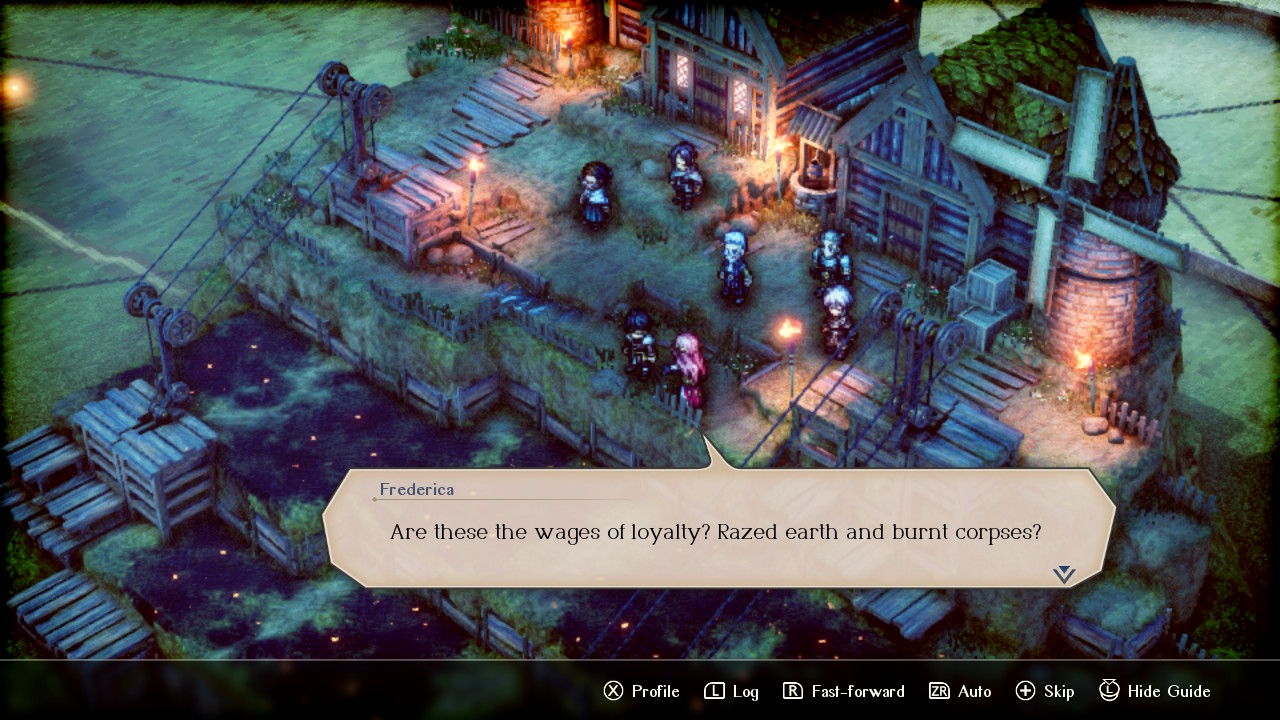 Frederica
Are these the wages of loyalty? Razed earth and burnt corpses?
X Profile L Log R Fast-forward ZR Auto + Skip L Hide Guide